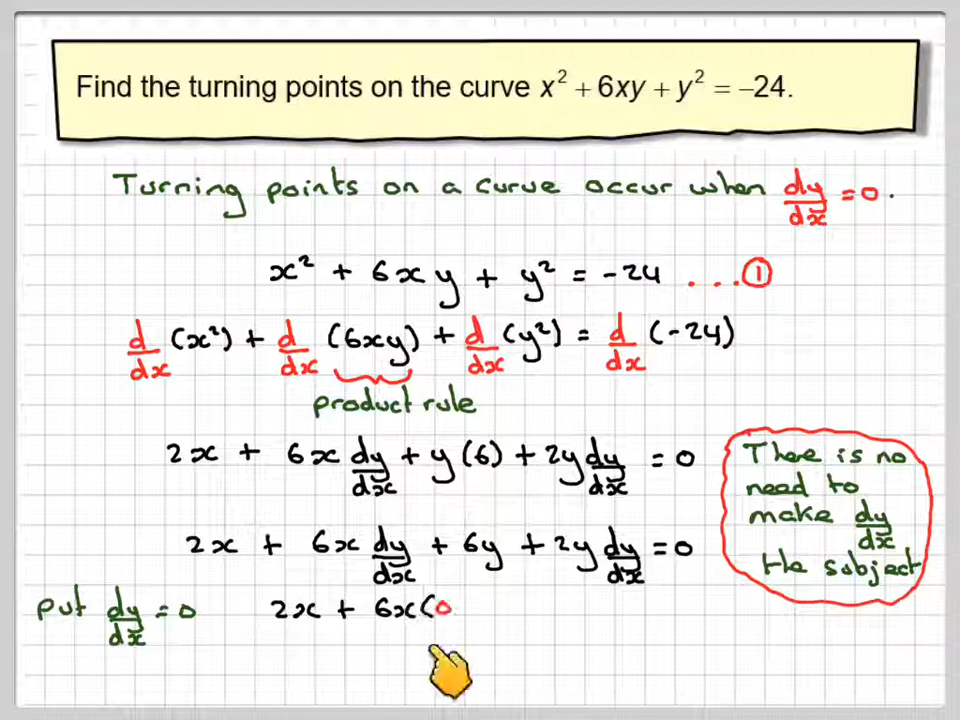 Find the turning points on the curve x² + 6xy + y² = −24.
Turning points on a curve occur when dy/dx = 0.
x² + 6xy + y² = -24 ....①
d/dx (x²) + d/dx (6xy) + d/dx (y²) = d/dx (-24)
product rule
2x + 6x dy/dx + y(6) + 2y dy/dx = 0
2x + 6x dy/dx + 6y + 2y dy/dx = 0
There is no
need to
make dy/dx
the subject
put dy/dx = 0
2x + 6x(0